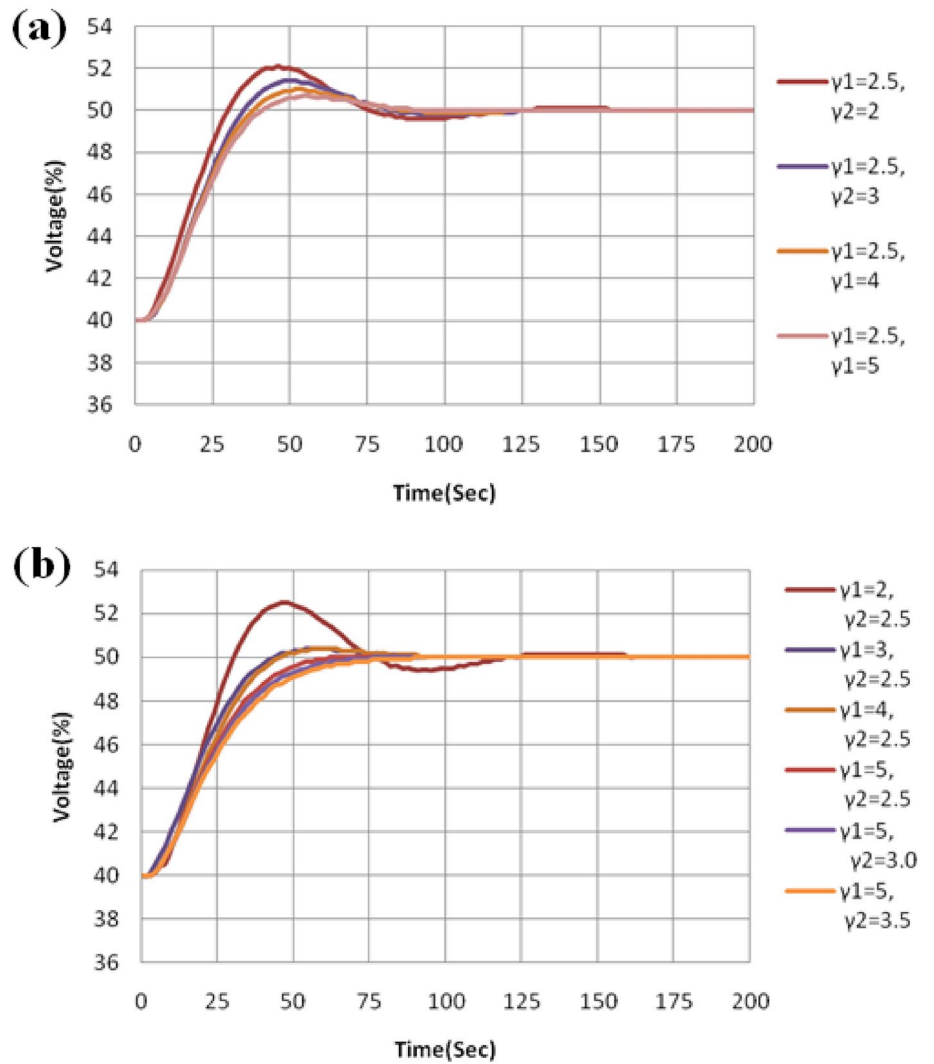 (a)
54
52
50
48
46
44
42
40
38
36
Voltage(%)
0 25 50 75 100 125 150 175 200
Time(Sec)
γ1=2.5,
γ2=2
γ1=2.5,
γ2=3
γ1=2.5,
γ1=4
γ1=2.5,
γ1=5
(b)
54
52
50
48
46
44
42
40
38
36
Voltage(%)
0 25 50 75 100 125 150 175 200
Time(Sec)
γ1=2,
γ2=2.5
γ1=3,
γ2=2.5
γ1=4,
γ2=2.5
γ1=5,
γ2=2.5
γ1=5,
γ2=3.0
γ1=5,
γ2=3.5